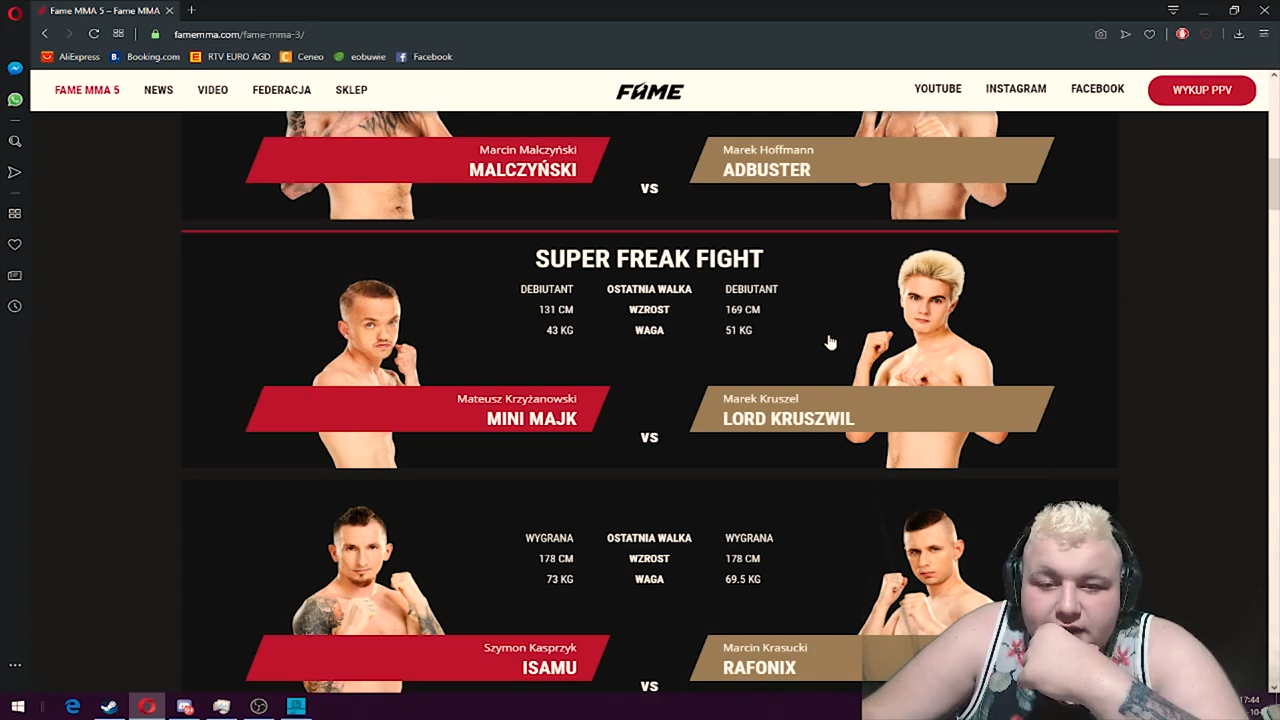 Fame MMA 5 – Fame MMA
famemma.com/fame-mma-3/
AliExpress
Booking.com
RTV EURO AGD
Ceneo
eobuwie
Facebook
FAME MMA 5
NEWS
VIDEO
FEDERACJA
SKLEP
FAME
YOUTUBE
INSTAGRAM
FACEBOOK
WYKUP PPV
Marcin Malczyński
MALCZYŃSKI
VS
Marek Hoffmann
ADBUSTER
SUPER FREAK FIGHT
DEBIUTANT OSTATNIA WALKA DEBIUTANT
131 CM WZROST 169 CM
43 KG WAGA 51 KG
Mateusz Krzyżanowski
MINI MAJK
VS
Marek Kruszel
LORD KRUSZWIL
WYGRANA OSTATNIA WALKA WYGRANA
178 CM WZROST 178 CM
73 KG WAGA 69.5 KG
Szymon Kasprzyk
ISAMU
VS
Marcin Krasucki
RAFONIX
17:44